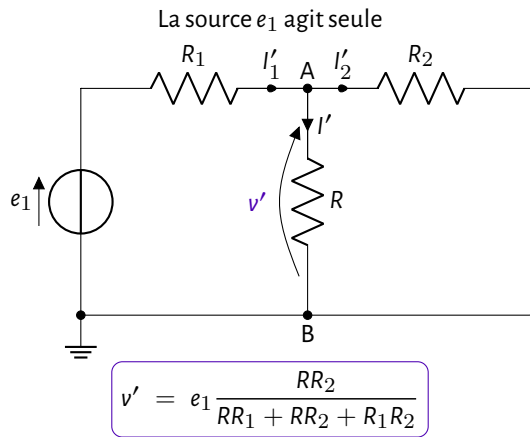 La source e₁ agit seule
R₁ I′₁ A I′₂ R₂
I′
e₁ v′ R
B
v′ = e₁ RR₂ / (RR₁ + RR₂ + R₁R₂)